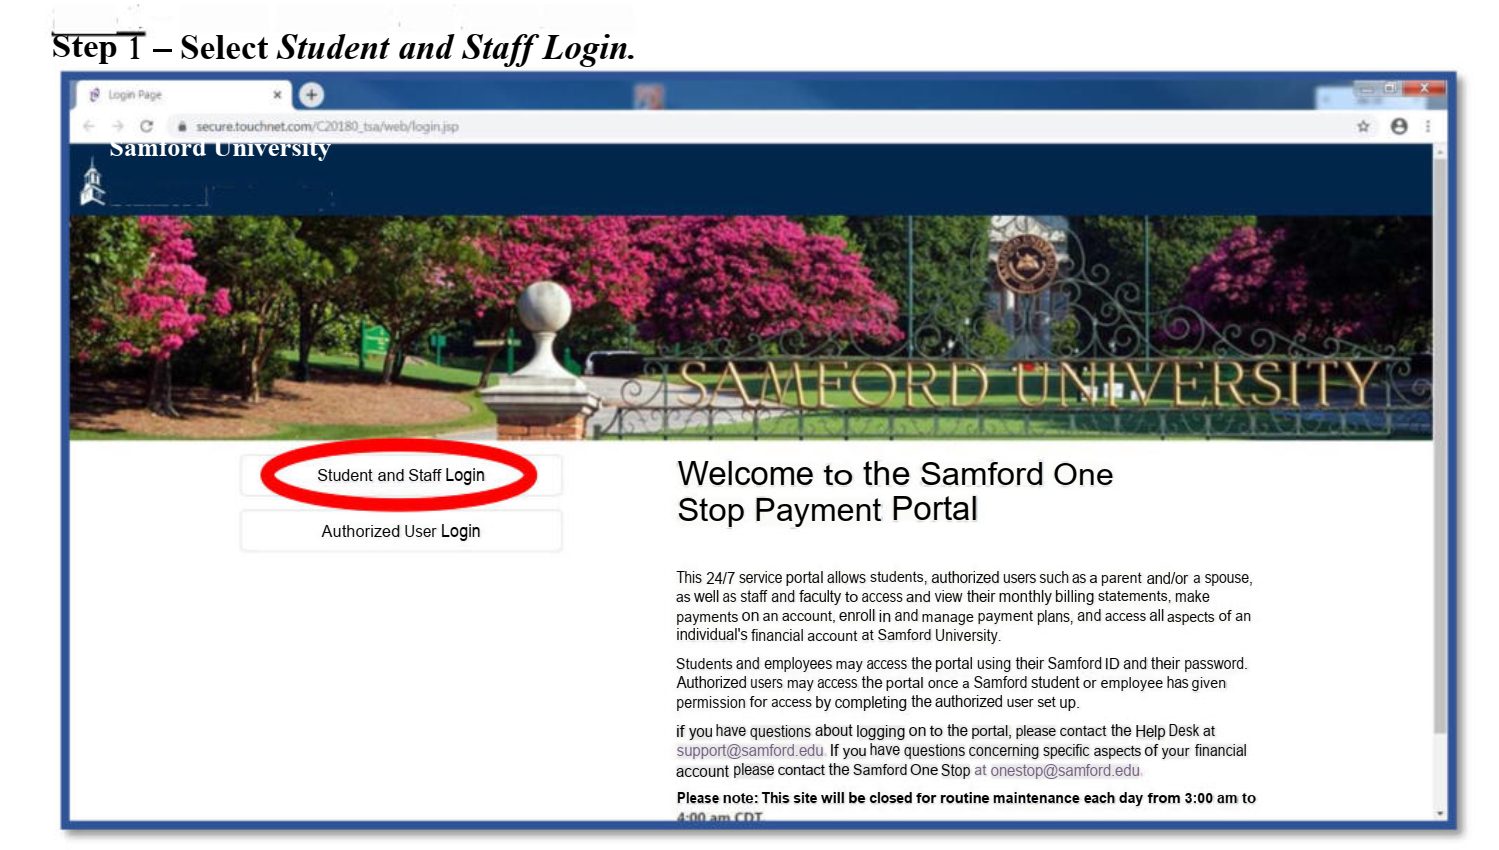 Step 1 – Select Student and Staff Login.
Login Page
secure.touchnet.com/C20180_tsa/web/login.jsp
Samford University
SAMFORD UNIVERSITY
Student and Staff Login
Authorized User Login
Welcome to the Samford One
Stop Payment Portal
This 24/7 service portal allows students, authorized users such as a parent and/or a spouse,
as well as staff and faculty to access and view their monthly billing statements, make
payments on an account, enroll in and manage payment plans, and access all aspects of an
individual's financial account at Samford University.
Students and employees may access the portal using their Samford ID and their password.
Authorized users may access the portal once a Samford student or employee has given
permission for access by completing the authorized user set up.
if you have questions about logging on to the portal, please contact the Help Desk at
support@samford.edu. If you have questions concerning specific aspects of your financial
account please contact the Samford One Stop at onestop@samford.edu.
Please note: This site will be closed for routine maintenance each day from 3:00 am to
4:00 am CDT.